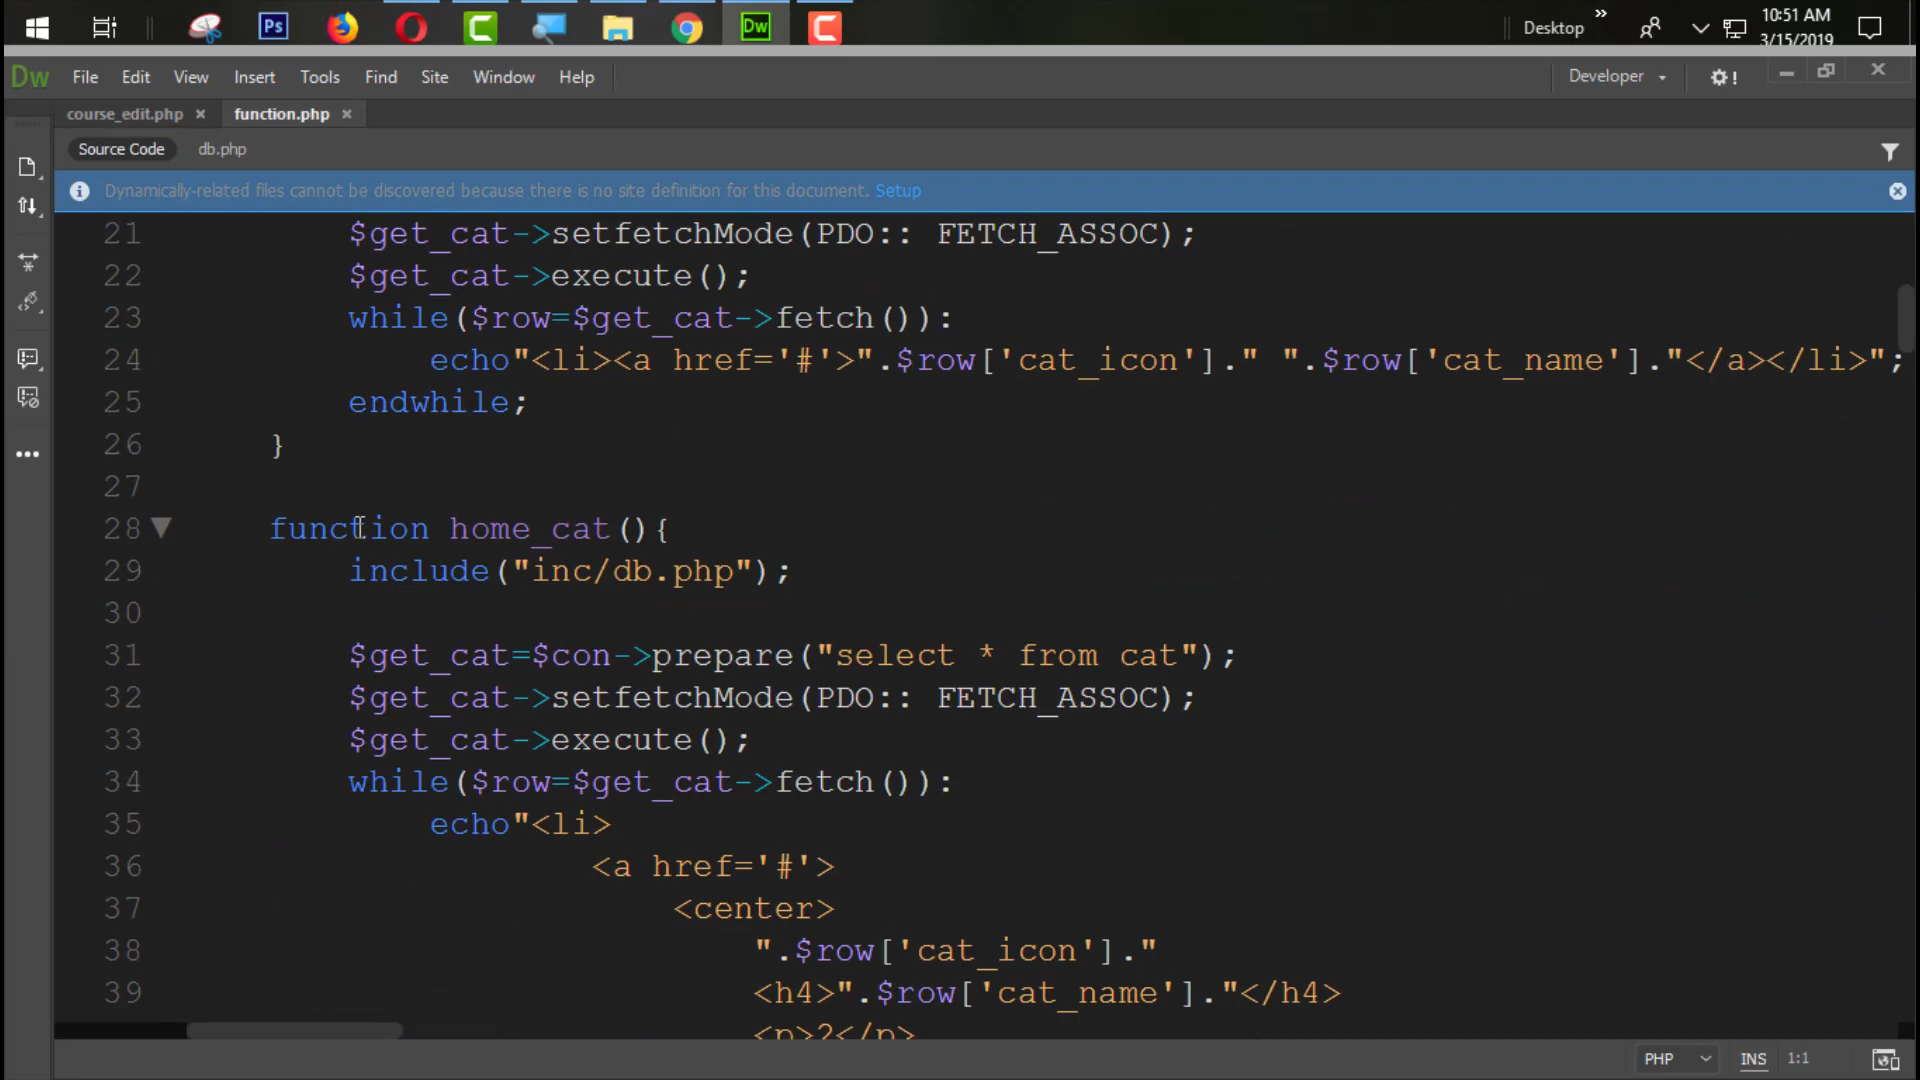 Ps
Dw
Desktop
»
10:51 AM
3/15/2019
Dw File Edit View Insert Tools Find Site Window Help
Developer
course_edit.php
function.php
Source Code
db.php
Dynamically-related files cannot be discovered because there is no site definition for this document. Setup
21 $get_cat->setfetchMode(PDO:: FETCH_ASSOC);
22 $get_cat->execute();
23 while($row=$get_cat->fetch()):
24 echo"<li><a href='#'>".$row['cat_icon']." ".$row['cat_name']."</a></li>";
25 endwhile;
26 }
27
28 function home_cat(){
29 include("inc/db.php");
30
31 $get_cat=$con->prepare("select * from cat");
32 $get_cat->setfetchMode(PDO:: FETCH_ASSOC);
33 $get_cat->execute();
34 while($row=$get_cat->fetch()):
35 echo"<li>
36 <a href='#'>
37 <center>
38 ".$row['cat_icon']."
39 <h4>".$row['cat_name']."</h4>
<p>2</p>
PHP
INS
1:1